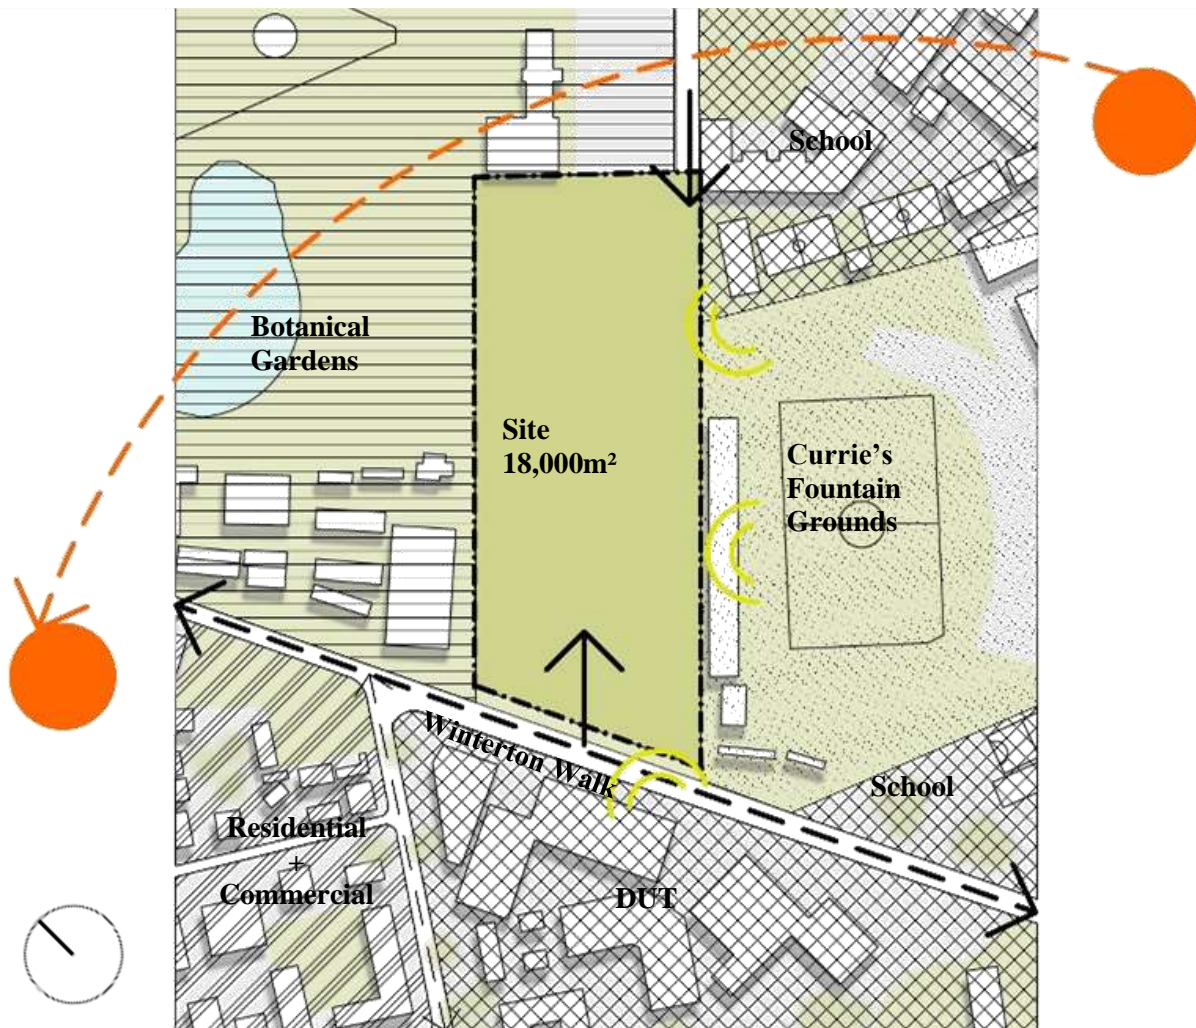 School
Botanical
Gardens
Site
18,000m²
Currie's
Fountain
Grounds
Winterton Walk
School
Residential
+
Commercial
DUT